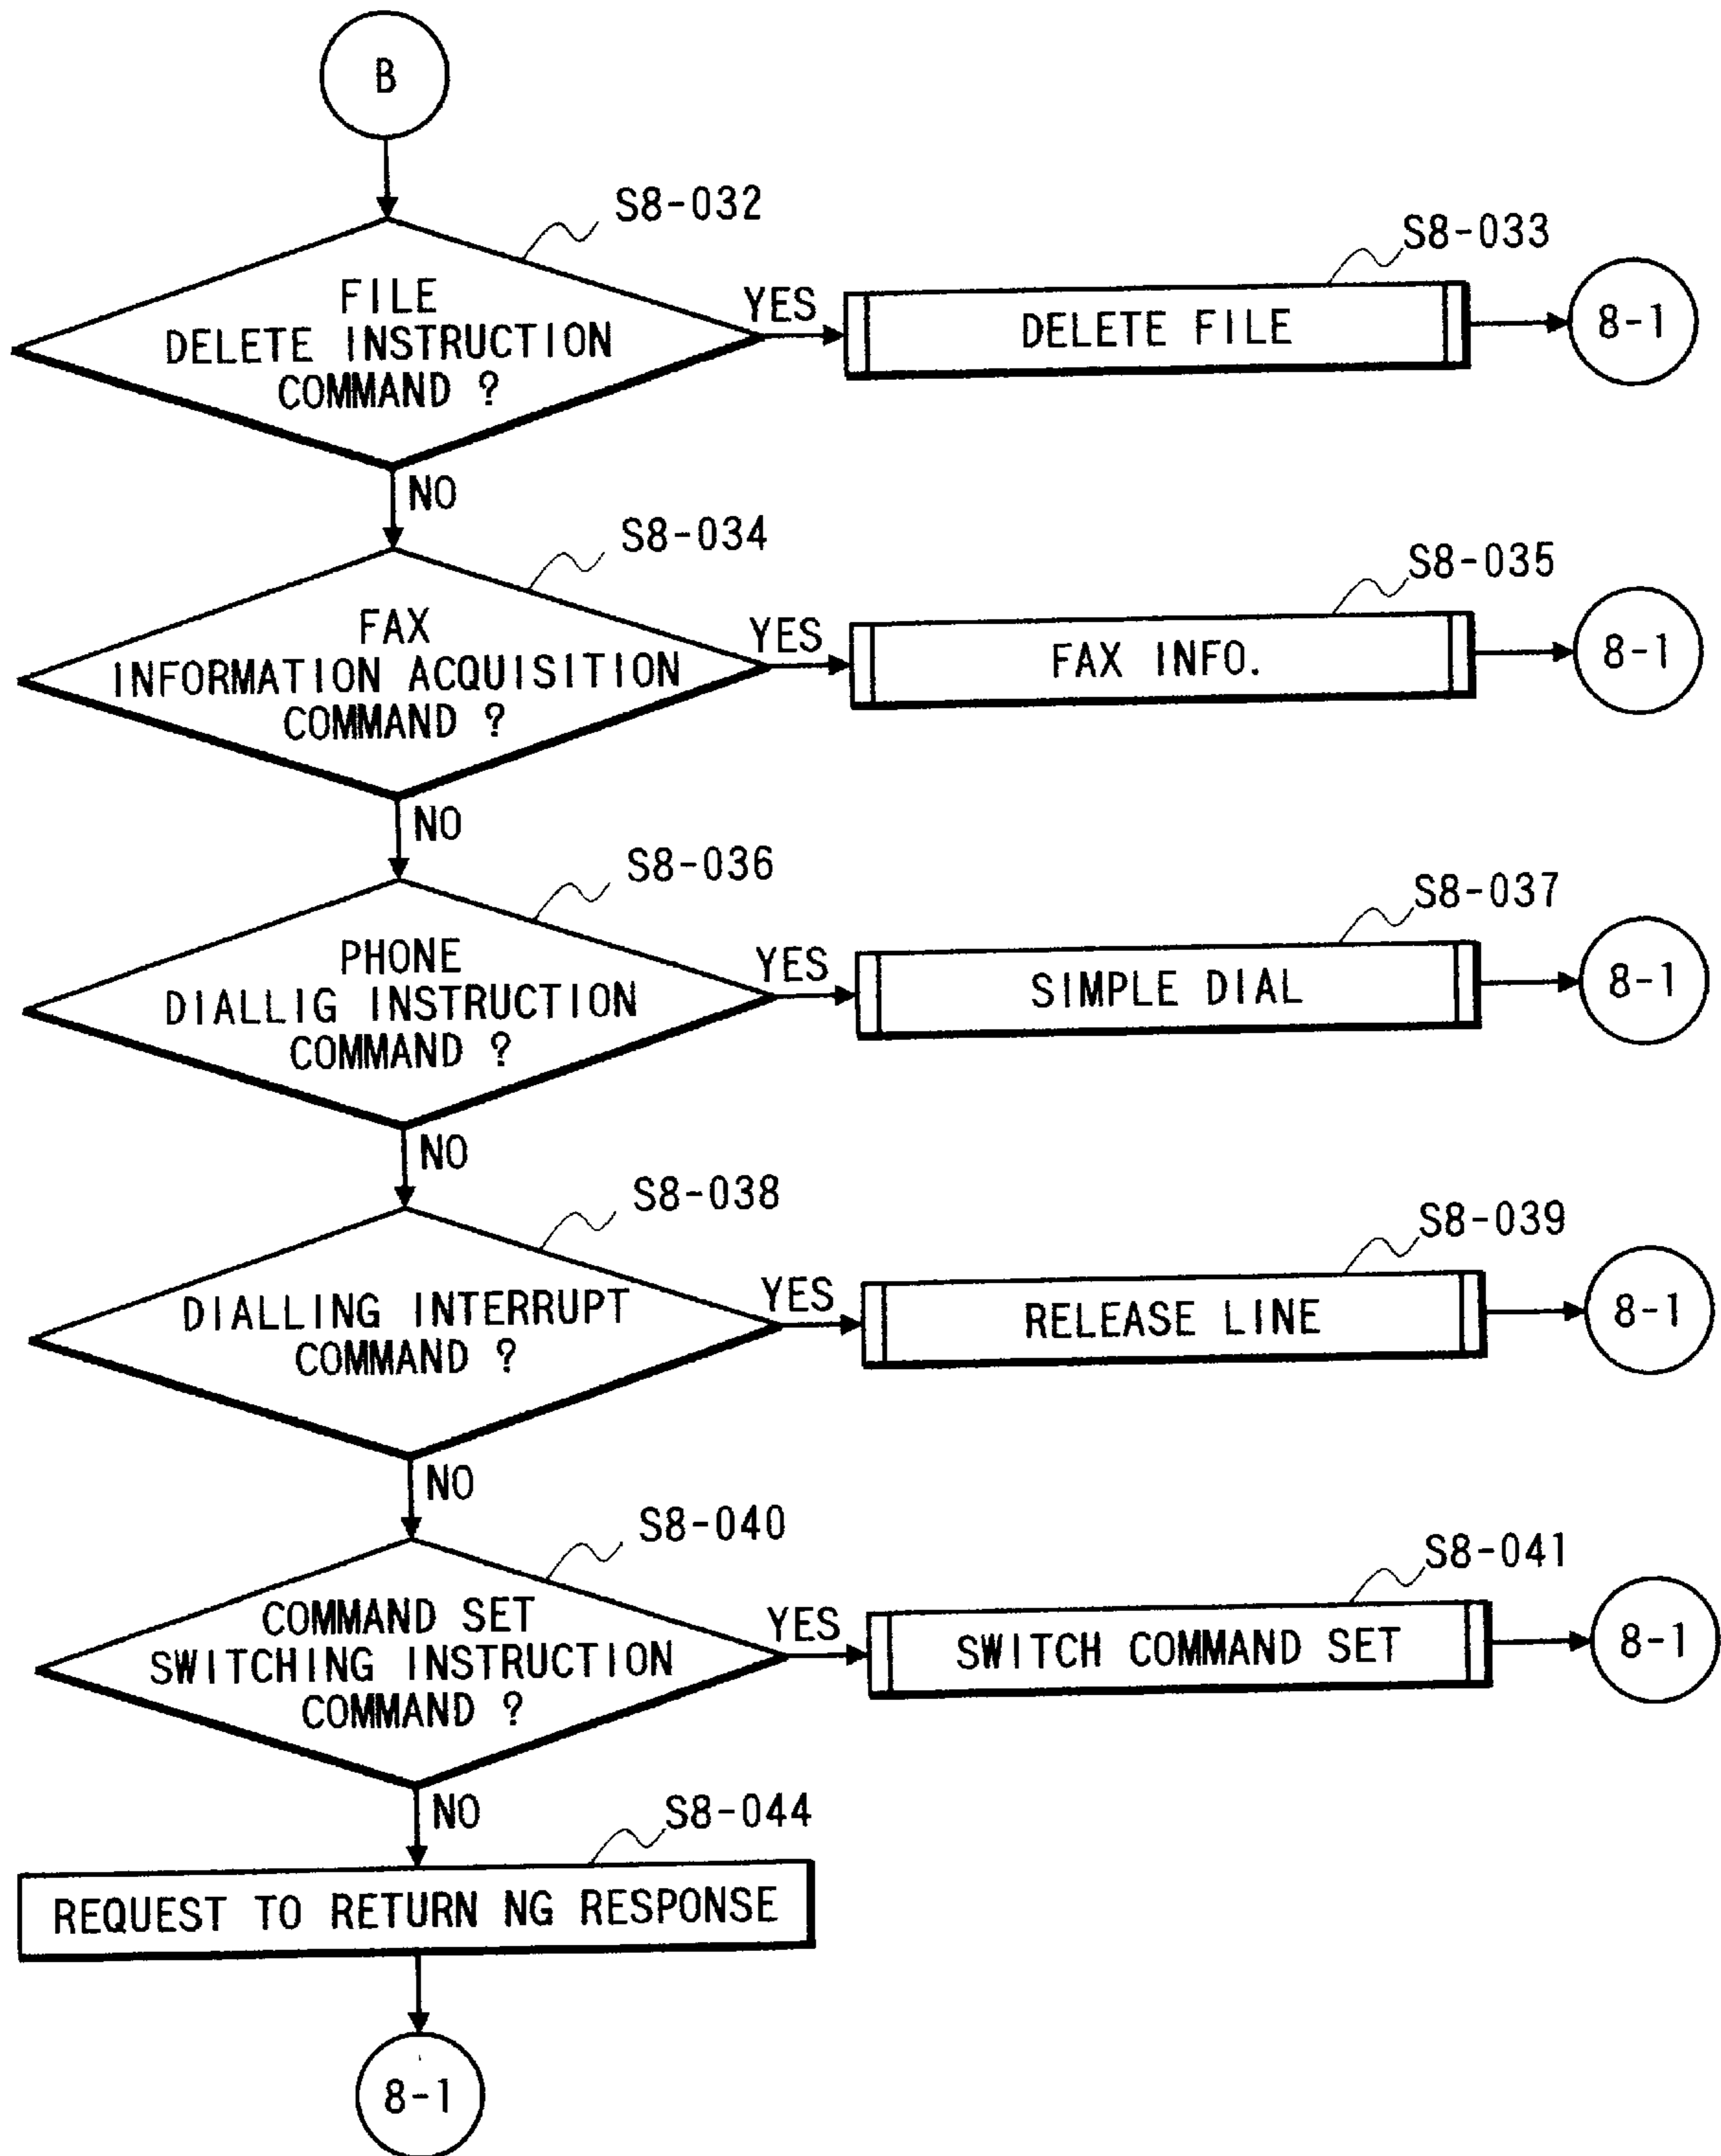 B
S8-032
FILE
DELETE INSTRUCTION
COMMAND ?
YES
S8-033
DELETE FILE
8-1
NO
S8-034
FAX
INFORMATION ACQUISITION
COMMAND ?
YES
S8-035
FAX INFO.
8-1
NO
S8-036
PHONE
DIALLIG INSTRUCTION
COMMAND ?
YES
S8-037
SIMPLE DIAL
8-1
NO
S8-038
DIALLING INTERRUPT
COMMAND ?
YES
S8-039
RELEASE LINE
8-1
NO
S8-040
COMMAND SET
SWITCHING INSTRUCTION
COMMAND ?
YES
S8-041
SWITCH COMMAND SET
8-1
NO
S8-044
REQUEST TO RETURN NG RESPONSE
8-1